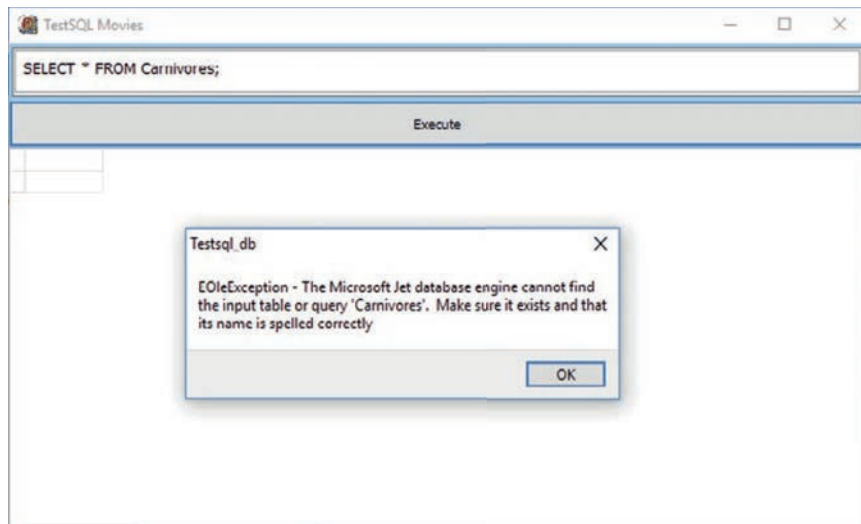 TestSQL Movies
SELECT * FROM Carnivores;
Execute
Testsql_db
EOleException - The Microsoft Jet database engine cannot find
the input table or query 'Carnivores'. Make sure it exists and that
its name is spelled correctly
OK